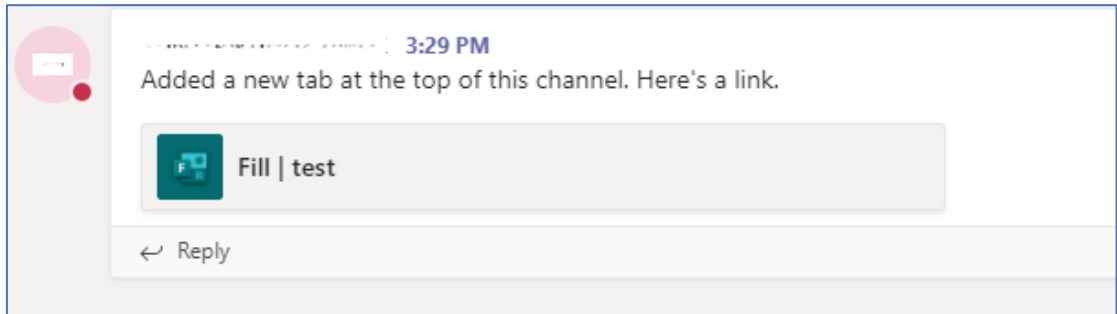 3:29 PM
Added a new tab at the top of this channel. Here's a link.
F
Fill | test
Reply